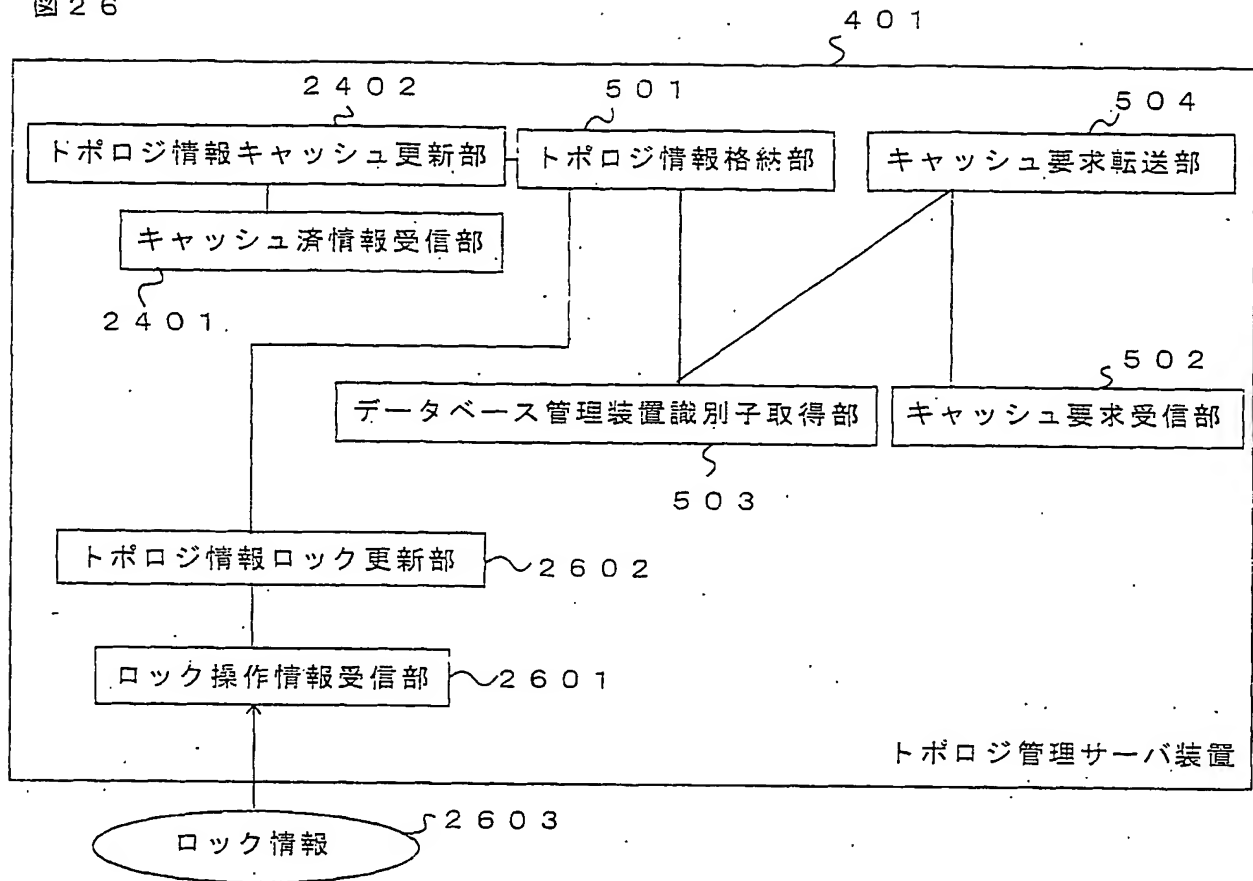 図26
401
2402
501
504
トポロジ情報キャッシュ更新部
トポロジ情報格納部
キャッシュ要求転送部
キャッシュ済情報受信部
2401
502
データベース管理装置識別子取得部
キャッシュ要求受信部
503
トポロジ情報ロック更新部
2602
ロック操作情報受信部
2601
トポロジ管理サーバ装置
ロック情報
2603